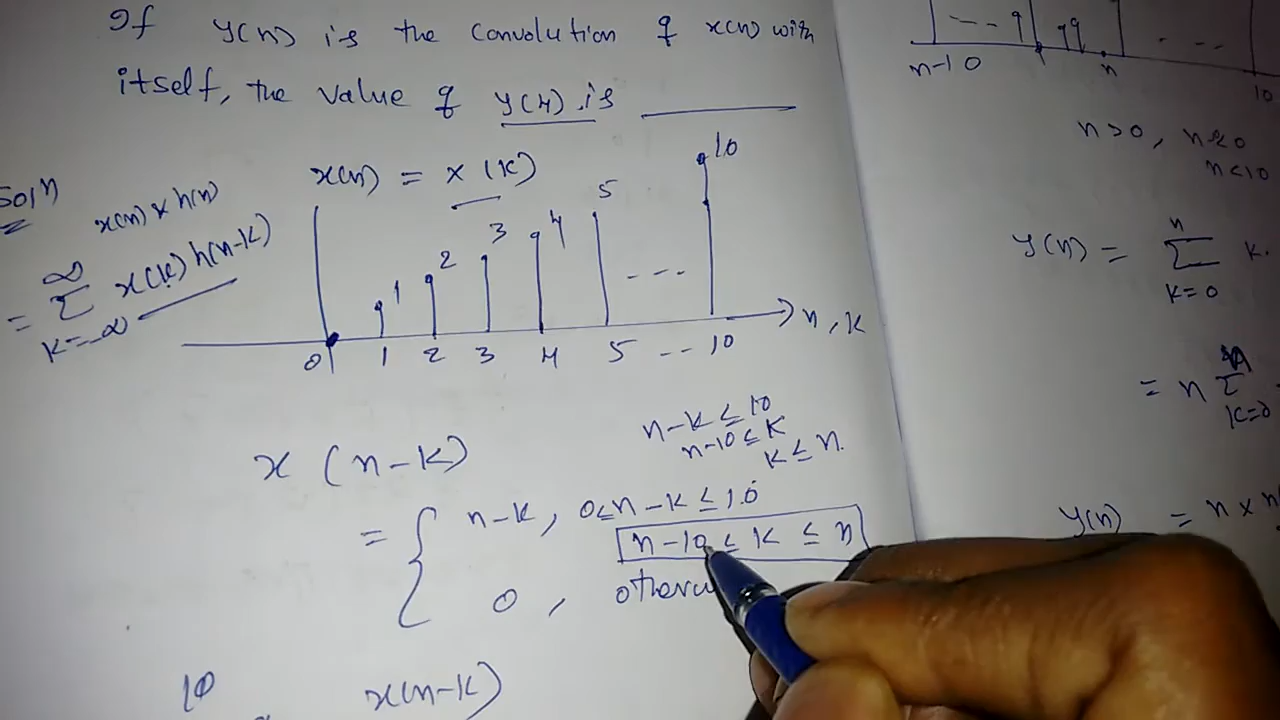 If y(n) is the convolution of x(n) with
itself, the value of y(4) is
Soln
x(n) = x(k)
x(n) x h(n)
= ∞ Σ k=-∞ x(k) h(n-k)
1 2 3 4 5 10
0 1 2 3 4 5 -- 10 n, k
x (n-k)
n-k ≤ 10
n-10 ≤ k
k ≤ n.
= { n-k, 0≤n-k ≤ 10
n-10 ≤ k ≤ n
0,
10
x(n-k)
n-1 0 n 10
n>0,
n<10
y(n) = n Σ k=0 k.
= n Σ k=0
y(n) = n x